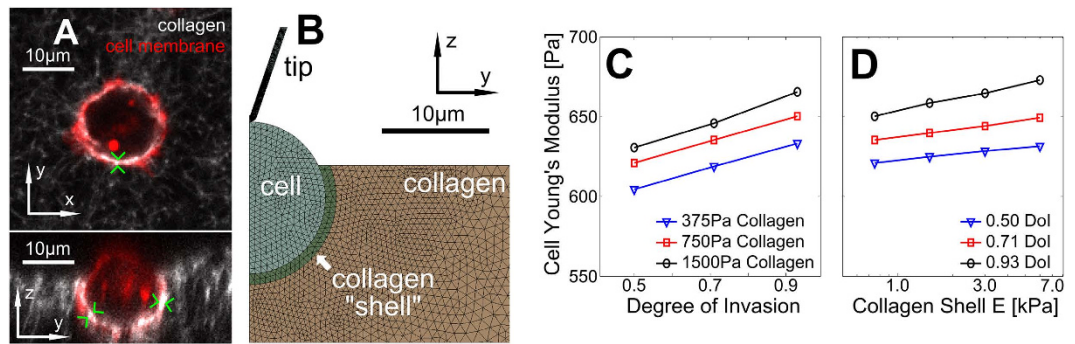 A
collagen
cell membrane
10μm
y
x
10μm
z
y
B
tip
z
y
10μm
cell
collagen
collagen
"shell"
C
Cell Young's Modulus [Pa]
700
650
600
550
375Pa Collagen
750Pa Collagen
1500Pa Collagen
0.5
0.7
0.9
Degree of Invasion
D
0.50 DoI
0.71 DoI
0.93 DoI
1.0
3.0
7.0
Collagen Shell E [kPa]